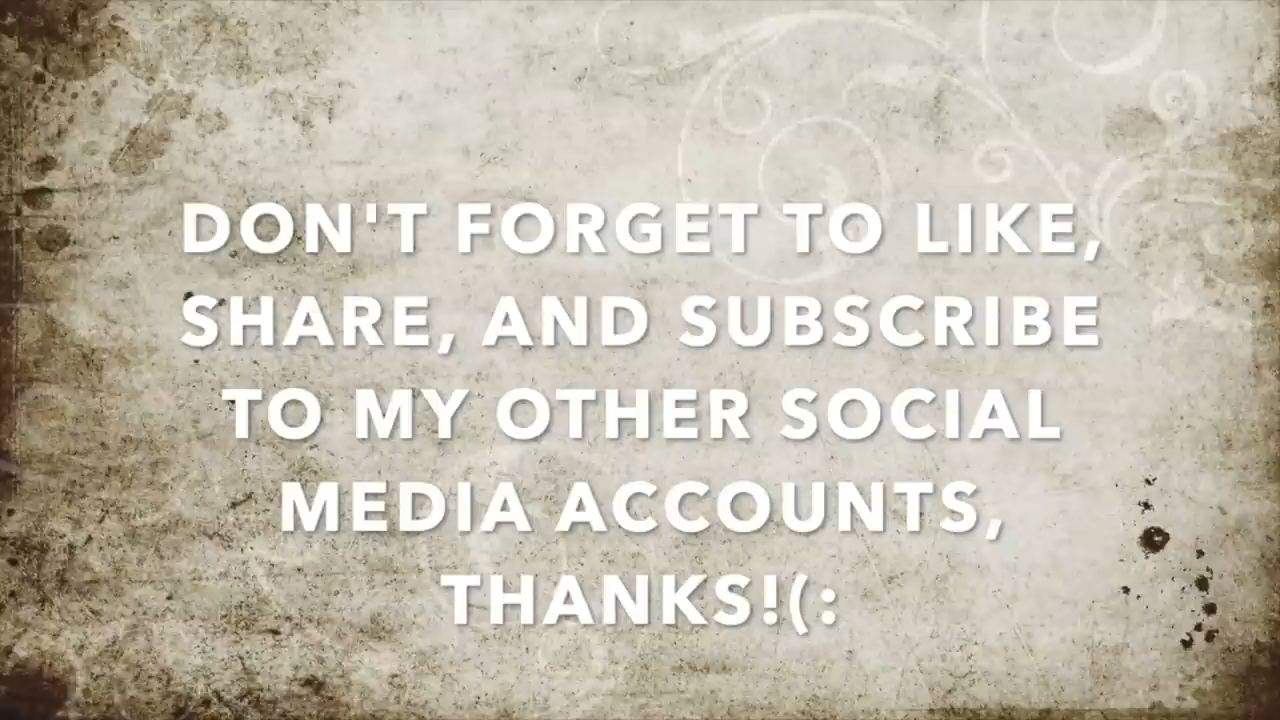 DON'T FORGET TO LIKE,
SHARE, AND SUBSCRIBE
TO MY OTHER SOCIAL
MEDIA ACCOUNTS,
THANKS!(: